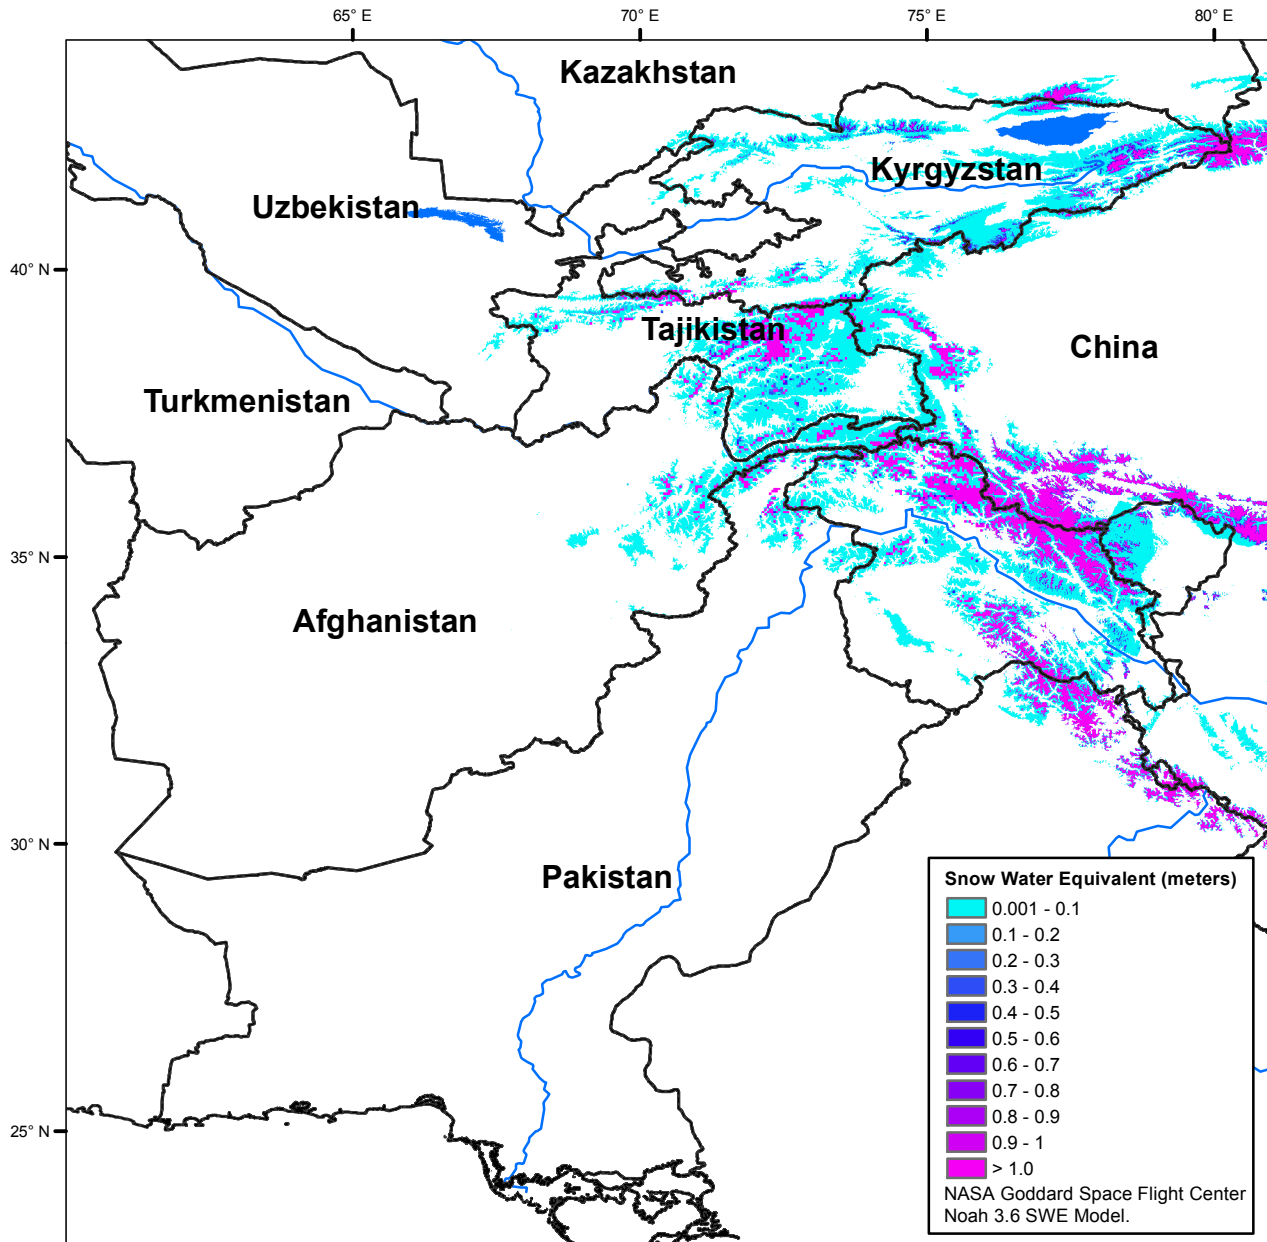 65° E
70° E
75° E
80° E
Kazakhstan
Kyrgyzstan
Uzbekistan
40° N
Tajikistan
China
Turkmenistan
35° N
Afghanistan
30° N
Pakistan
25° N
Snow Water Equivalent (meters)
0.001 - 0.1
0.1 - 0.2
0.2 - 0.3
0.3 - 0.4
0.4 - 0.5
0.5 - 0.6
0.6 - 0.7
0.7 - 0.8
0.8 - 0.9
0.9 - 1
> 1.0
NASA Goddard Space Flight Center
Noah 3.6 SWE Model.